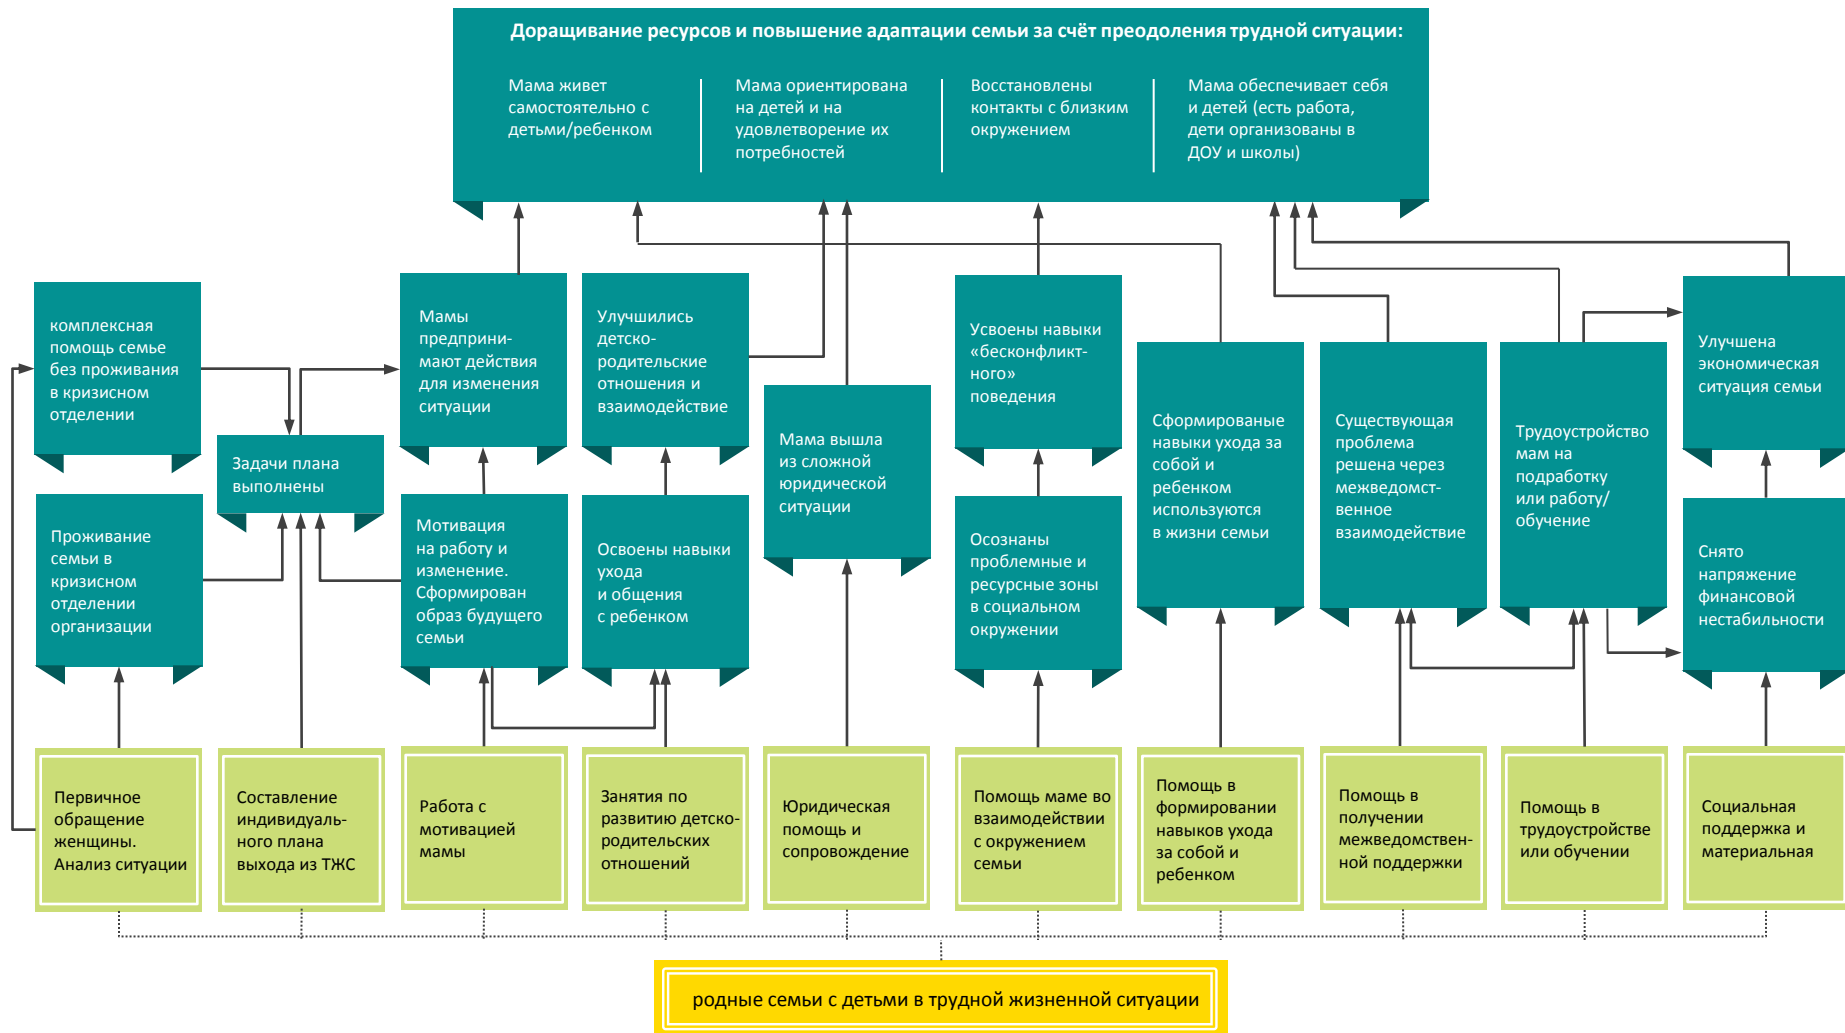 Доращивание ресурсов и повышение адаптации семьи за счёт преодоления трудной ситуации:
Мама живет
самостоятельно с
детьми/ребенком
Мама ориентирована
на детей и на
удовлетворение их
потребностей
Восстановлены
контакты с близким
окружением
Мама обеспечивает себя
и детей (есть работа,
дети организованы в
ДОУ и школы)
комплексная
помощь семье
без проживания
в кризисном
отделении
Задачи плана
выполнены
Проживание
семьи в
кризисном
отделении
организации
Мамы
предприни-
мают действия
для изменения
ситуации
Мотивация
на работу и
изменение.
Сформирован
образ будущего
семьи
Улучшились
детско-
родительские
отношения и
взаимодействие
Освоены навыки
ухода
и общения
с ребенком
Мама вышла
из сложной
юридической
ситуации
Усвоены навыки
«бесконфликт-
ного»
поведения
Осознаны
проблемные и
ресурсные зоны
в социальном
окружении
Сформированые
навыки ухода за
собой и
ребенком
используются
в жизни семьи
Существующая
проблема
решена через
межведомст-
венное
взаимодействие
Трудоустройство
мам на
подработку
или работу/
обучение
Улучшена
экономическая
ситуация семьи
Снято
напряжение
финансовой
нестабильности
Первичное
обращение
женщины.
Анализ ситуации
Составление
индивидуаль-
ного плана
выхода из ТЖС
Работа с
мотивацией
мамы
Занятия по
развитию детско-
родительских
отношений
Юридическая
помощь и
сопровождение
Помощь маме во
взаимодействии
с окружением
семьи
Помощь в
формировании
навыков ухода
за собой и
ребенком
Помощь в
получении
межведомствен-
ной поддержки
Помощь в
трудоустройстве
или обучении
Социальная
поддержка и
материальная
родные семьи с детьми в трудной жизненной ситуации